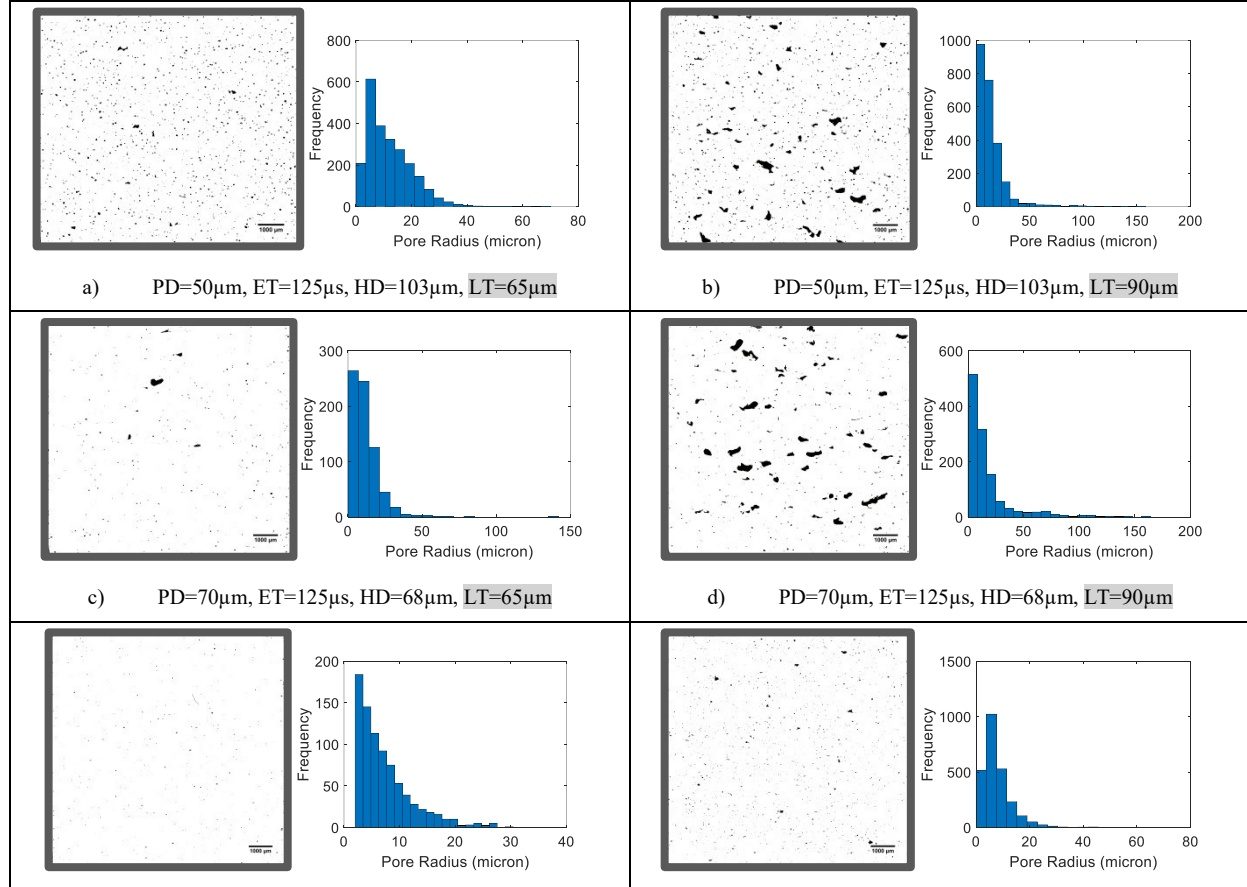 800
600
400
200
0
0 20 40 60 80
Frequency
Pore Radius (micron)
1000 µm
a) PD=50µm, ET=125µs, HD=103µm, LT=65µm
1000
800
600
400
200
0
0 50 100 150 200
Frequency
Pore Radius (micron)
1000 µm
b) PD=50µm, ET=125µs, HD=103µm, LT=90µm
300
200
100
0
0 50 100 150
Frequency
Pore Radius (micron)
1000 µm
c) PD=70µm, ET=125µs, HD=68µm, LT=65µm
600
400
200
0
0 50 100 150 200
Frequency
Pore Radius (micron)
1000 µm
d) PD=70µm, ET=125µs, HD=68µm, LT=90µm
200
150
100
50
0
0 10 20 30 40
Frequency
Pore Radius (micron)
1000 µm
1500
1000
500
0
0 20 40 60 80
Frequency
Pore Radius (micron)
1000 µm